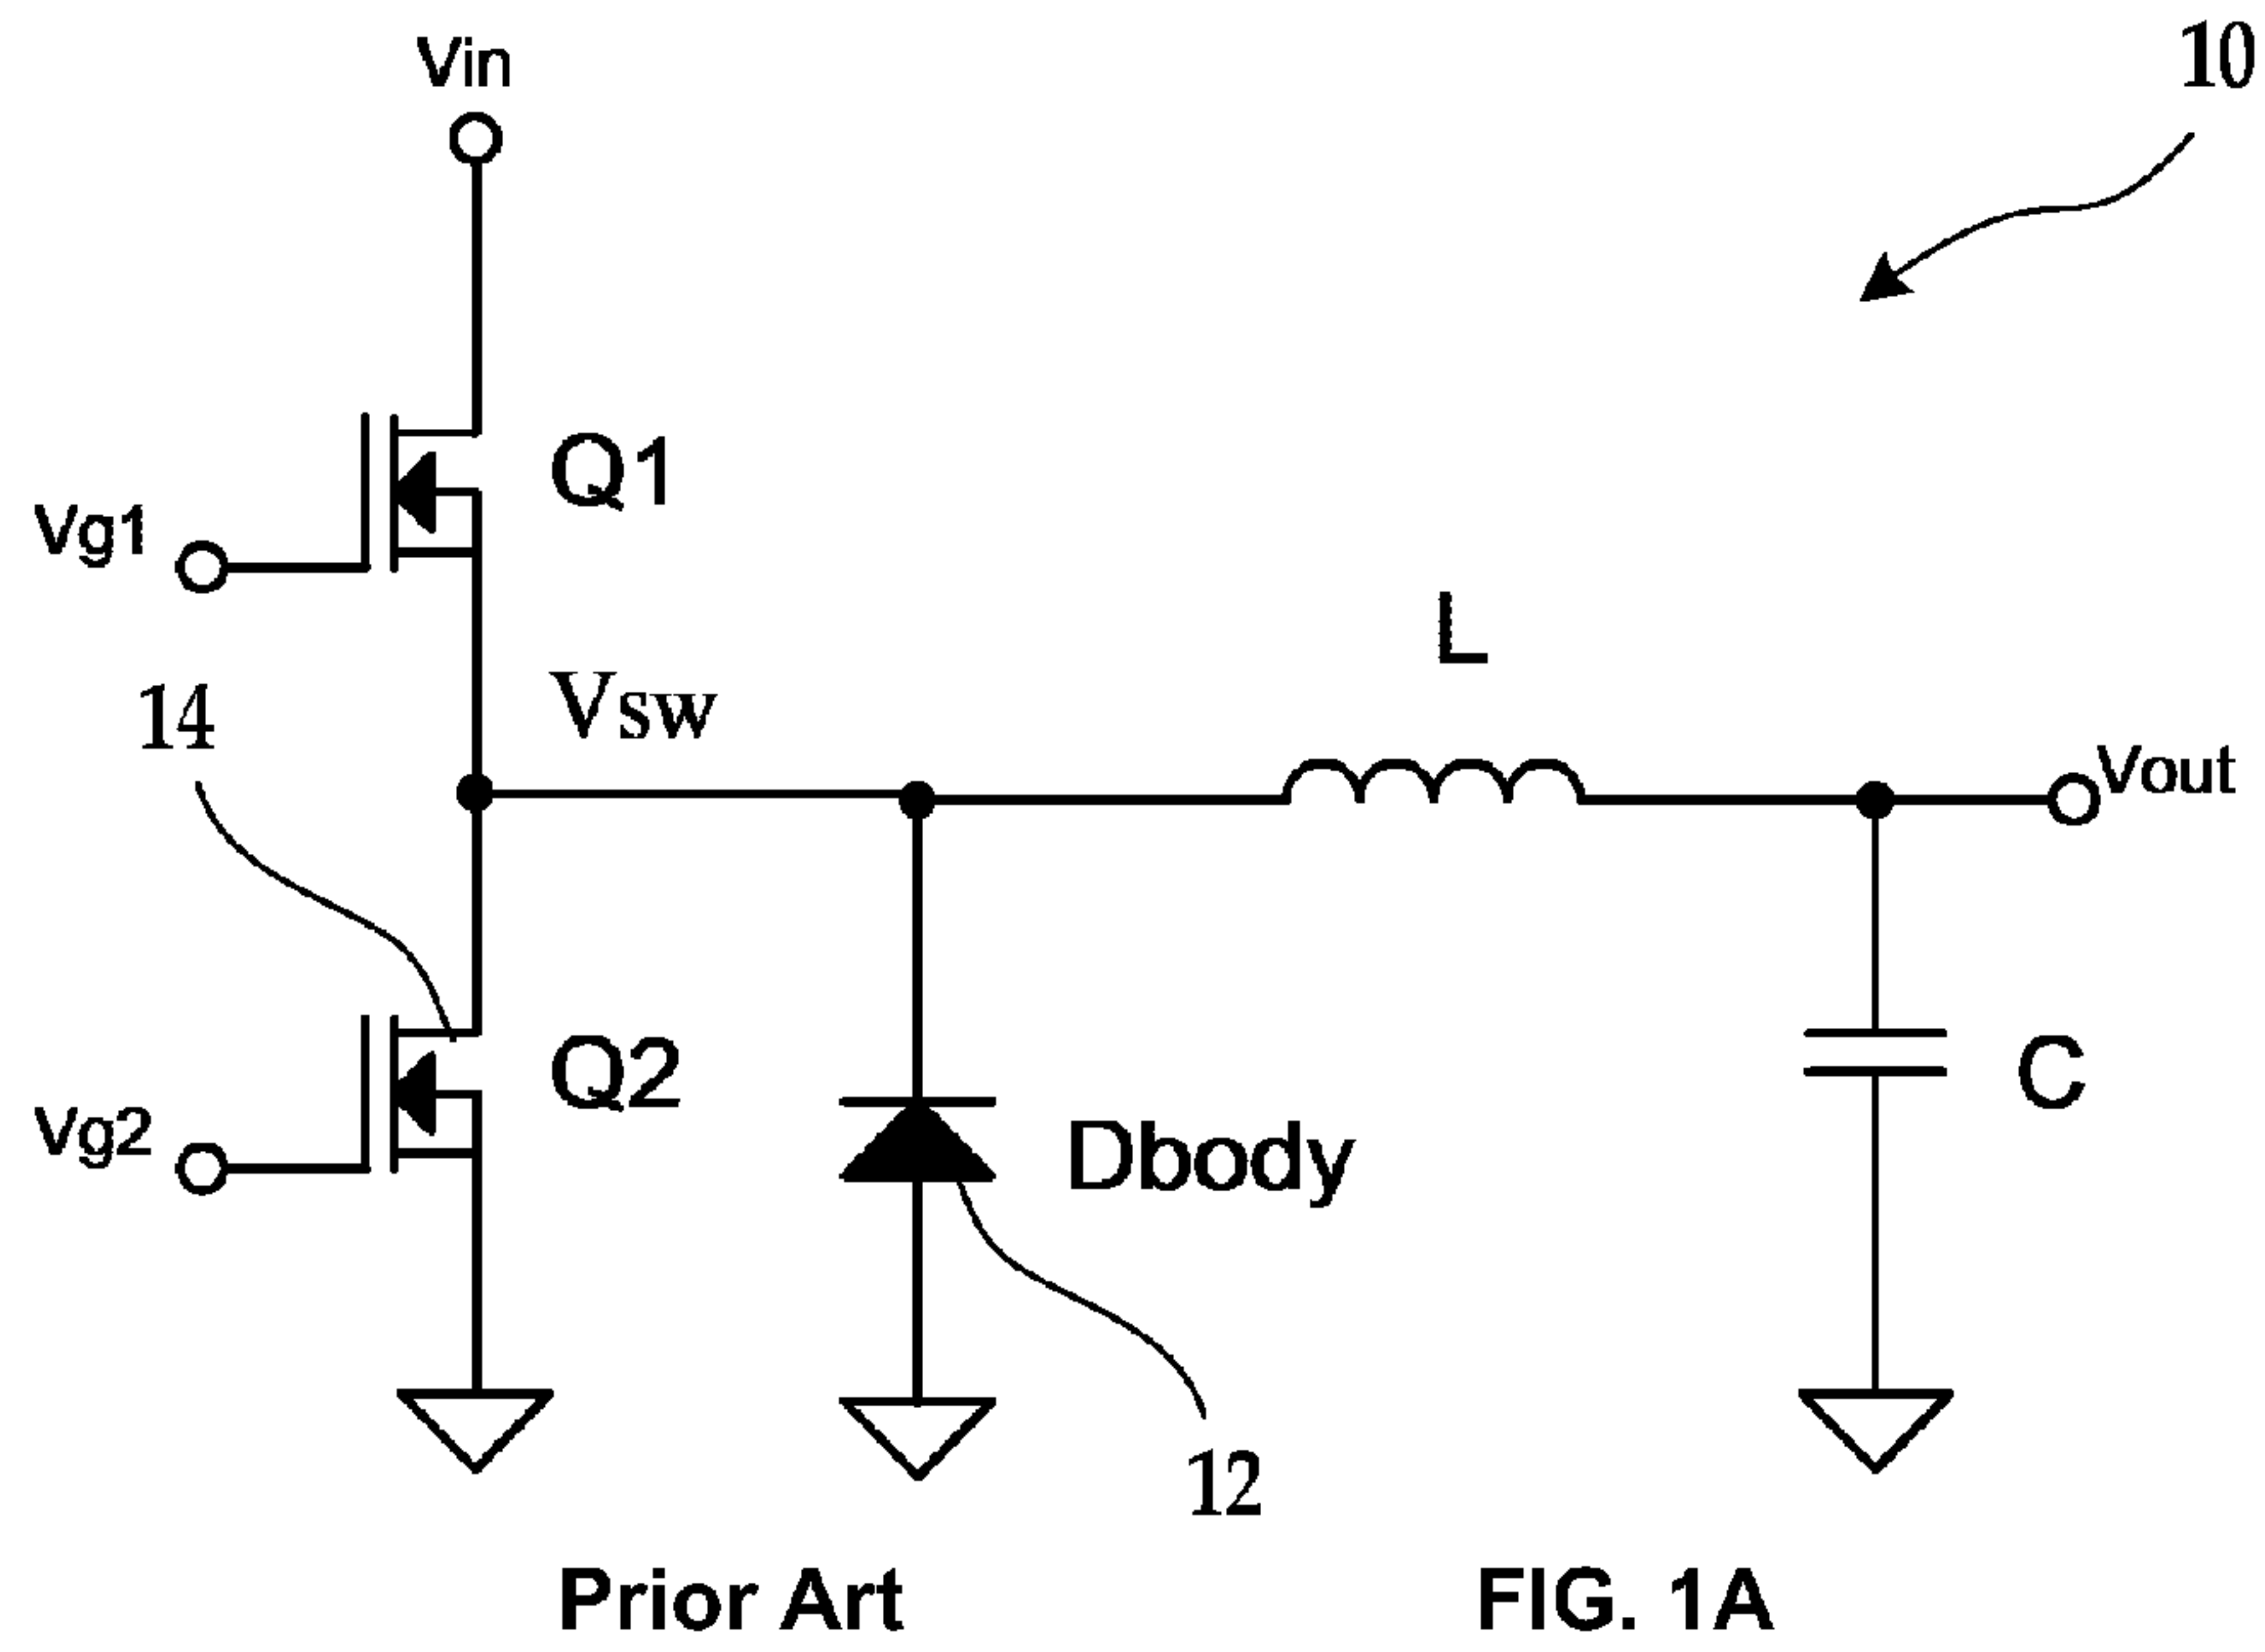 Vin
10
Q1
Vg1
L
14
Vsw
Vout
Q2
C
Vg2
Dbody
12
Prior Art
FIG. 1A